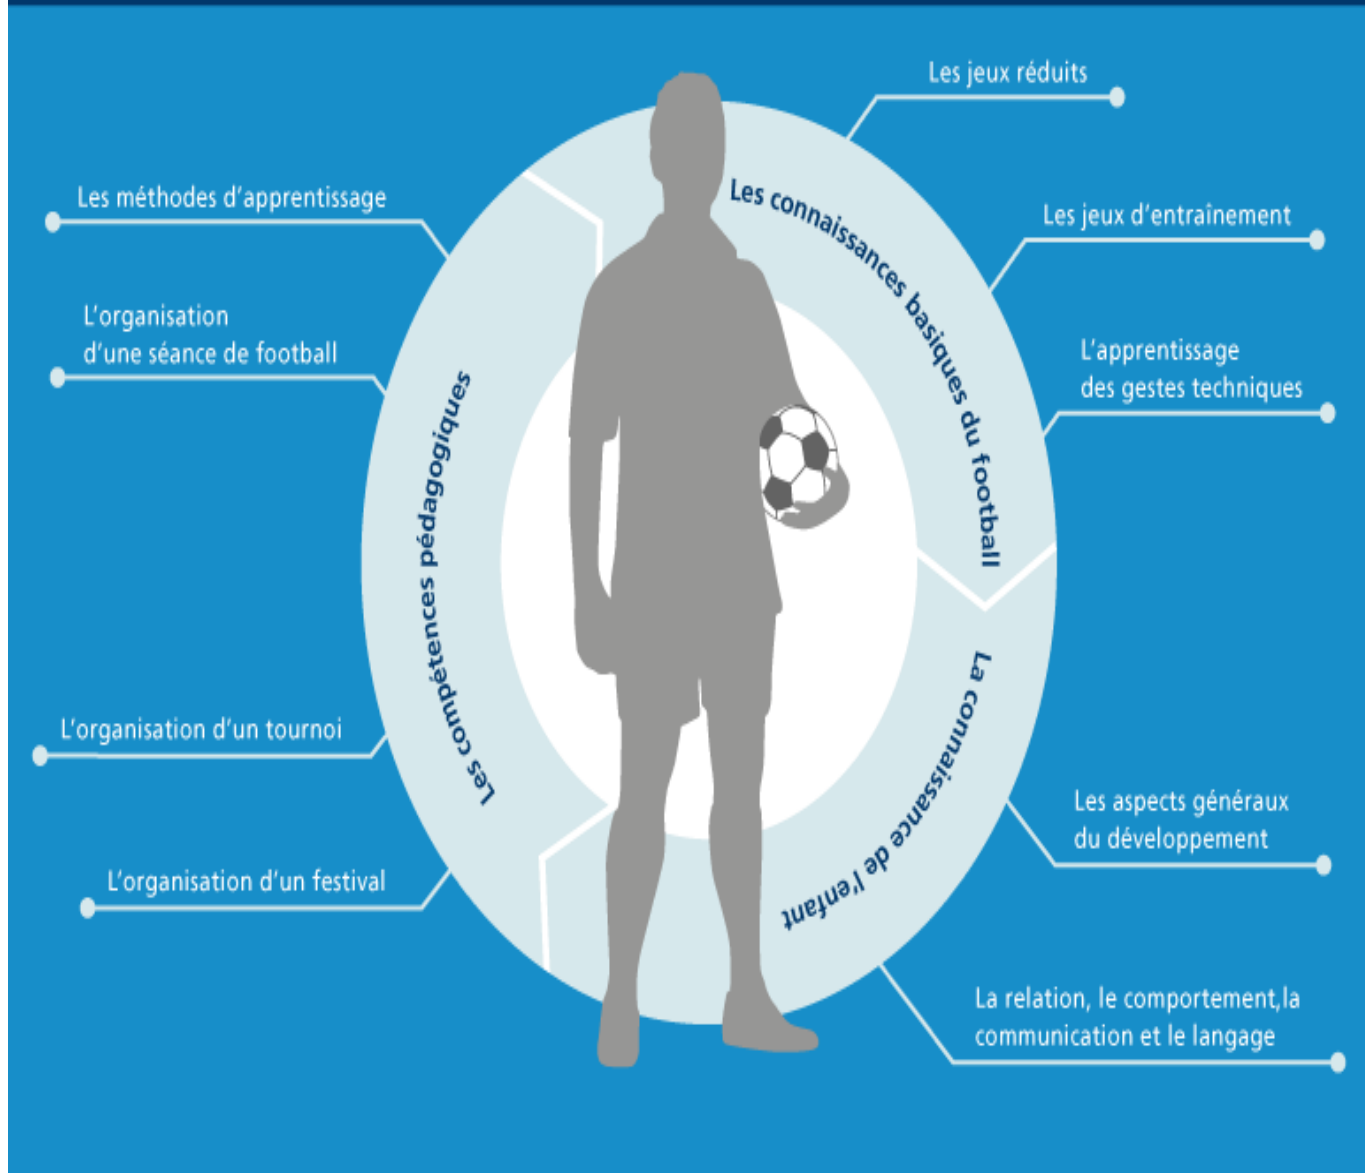 Les jeux réduits
Les méthodes d'apprentissage
Les connaissances basiques du football
Les jeux d'entraînement
L'organisation
d'une séance de football
L'apprentissage
des gestes techniques
Les compétences pédagogiques
La connaissance de l'enfant
L'organisation d'un tournoi
Les aspects généraux
du développement
L'organisation d'un festival
La relation, le comportement,la
communication et le langage